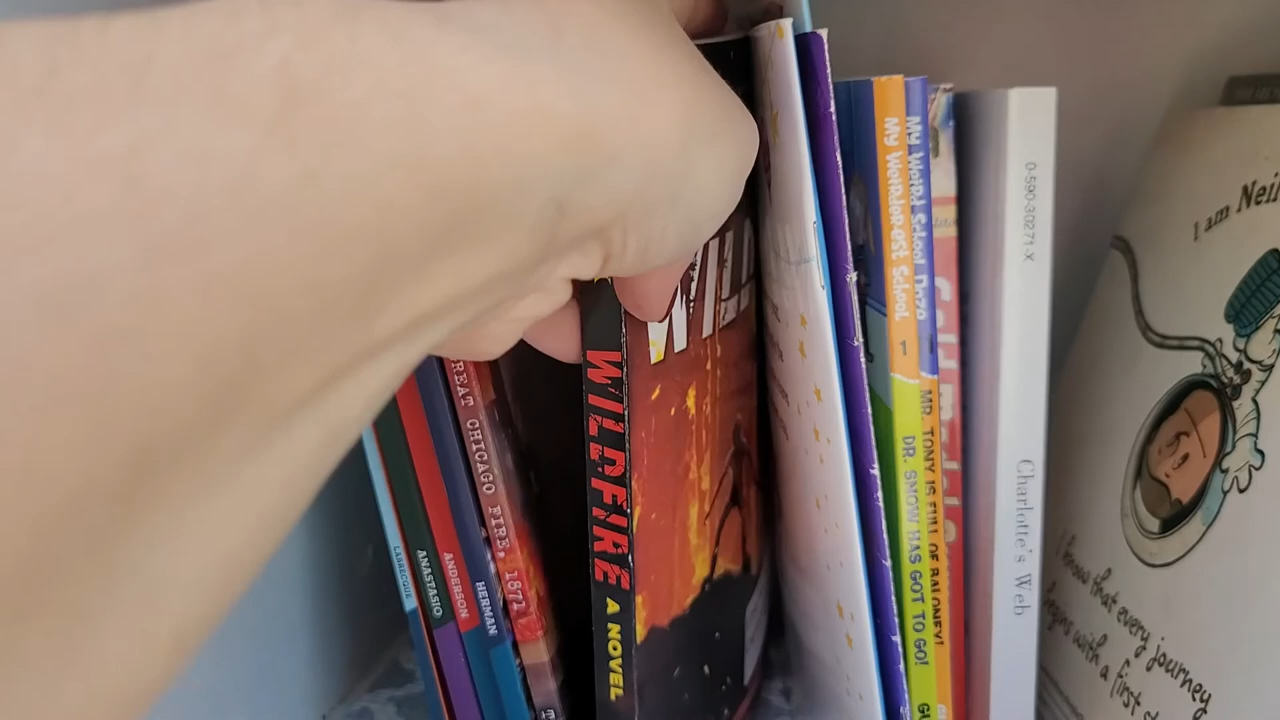 LABRECQUE
ANASTASIO
ANDERSON
HERMAN
REAT CHICAGO FIRE, 1871
WILDFIRE A NOVEL
WILD
My Weirder-est School 1
DR. SNOW HAS GOT TO GO!
My Weird School Daze
MR. TONY IS FULL OF BALONEY!
0-590-30271-X
Charlotte's Web
I am Neil
I know that every journey
begins with a first